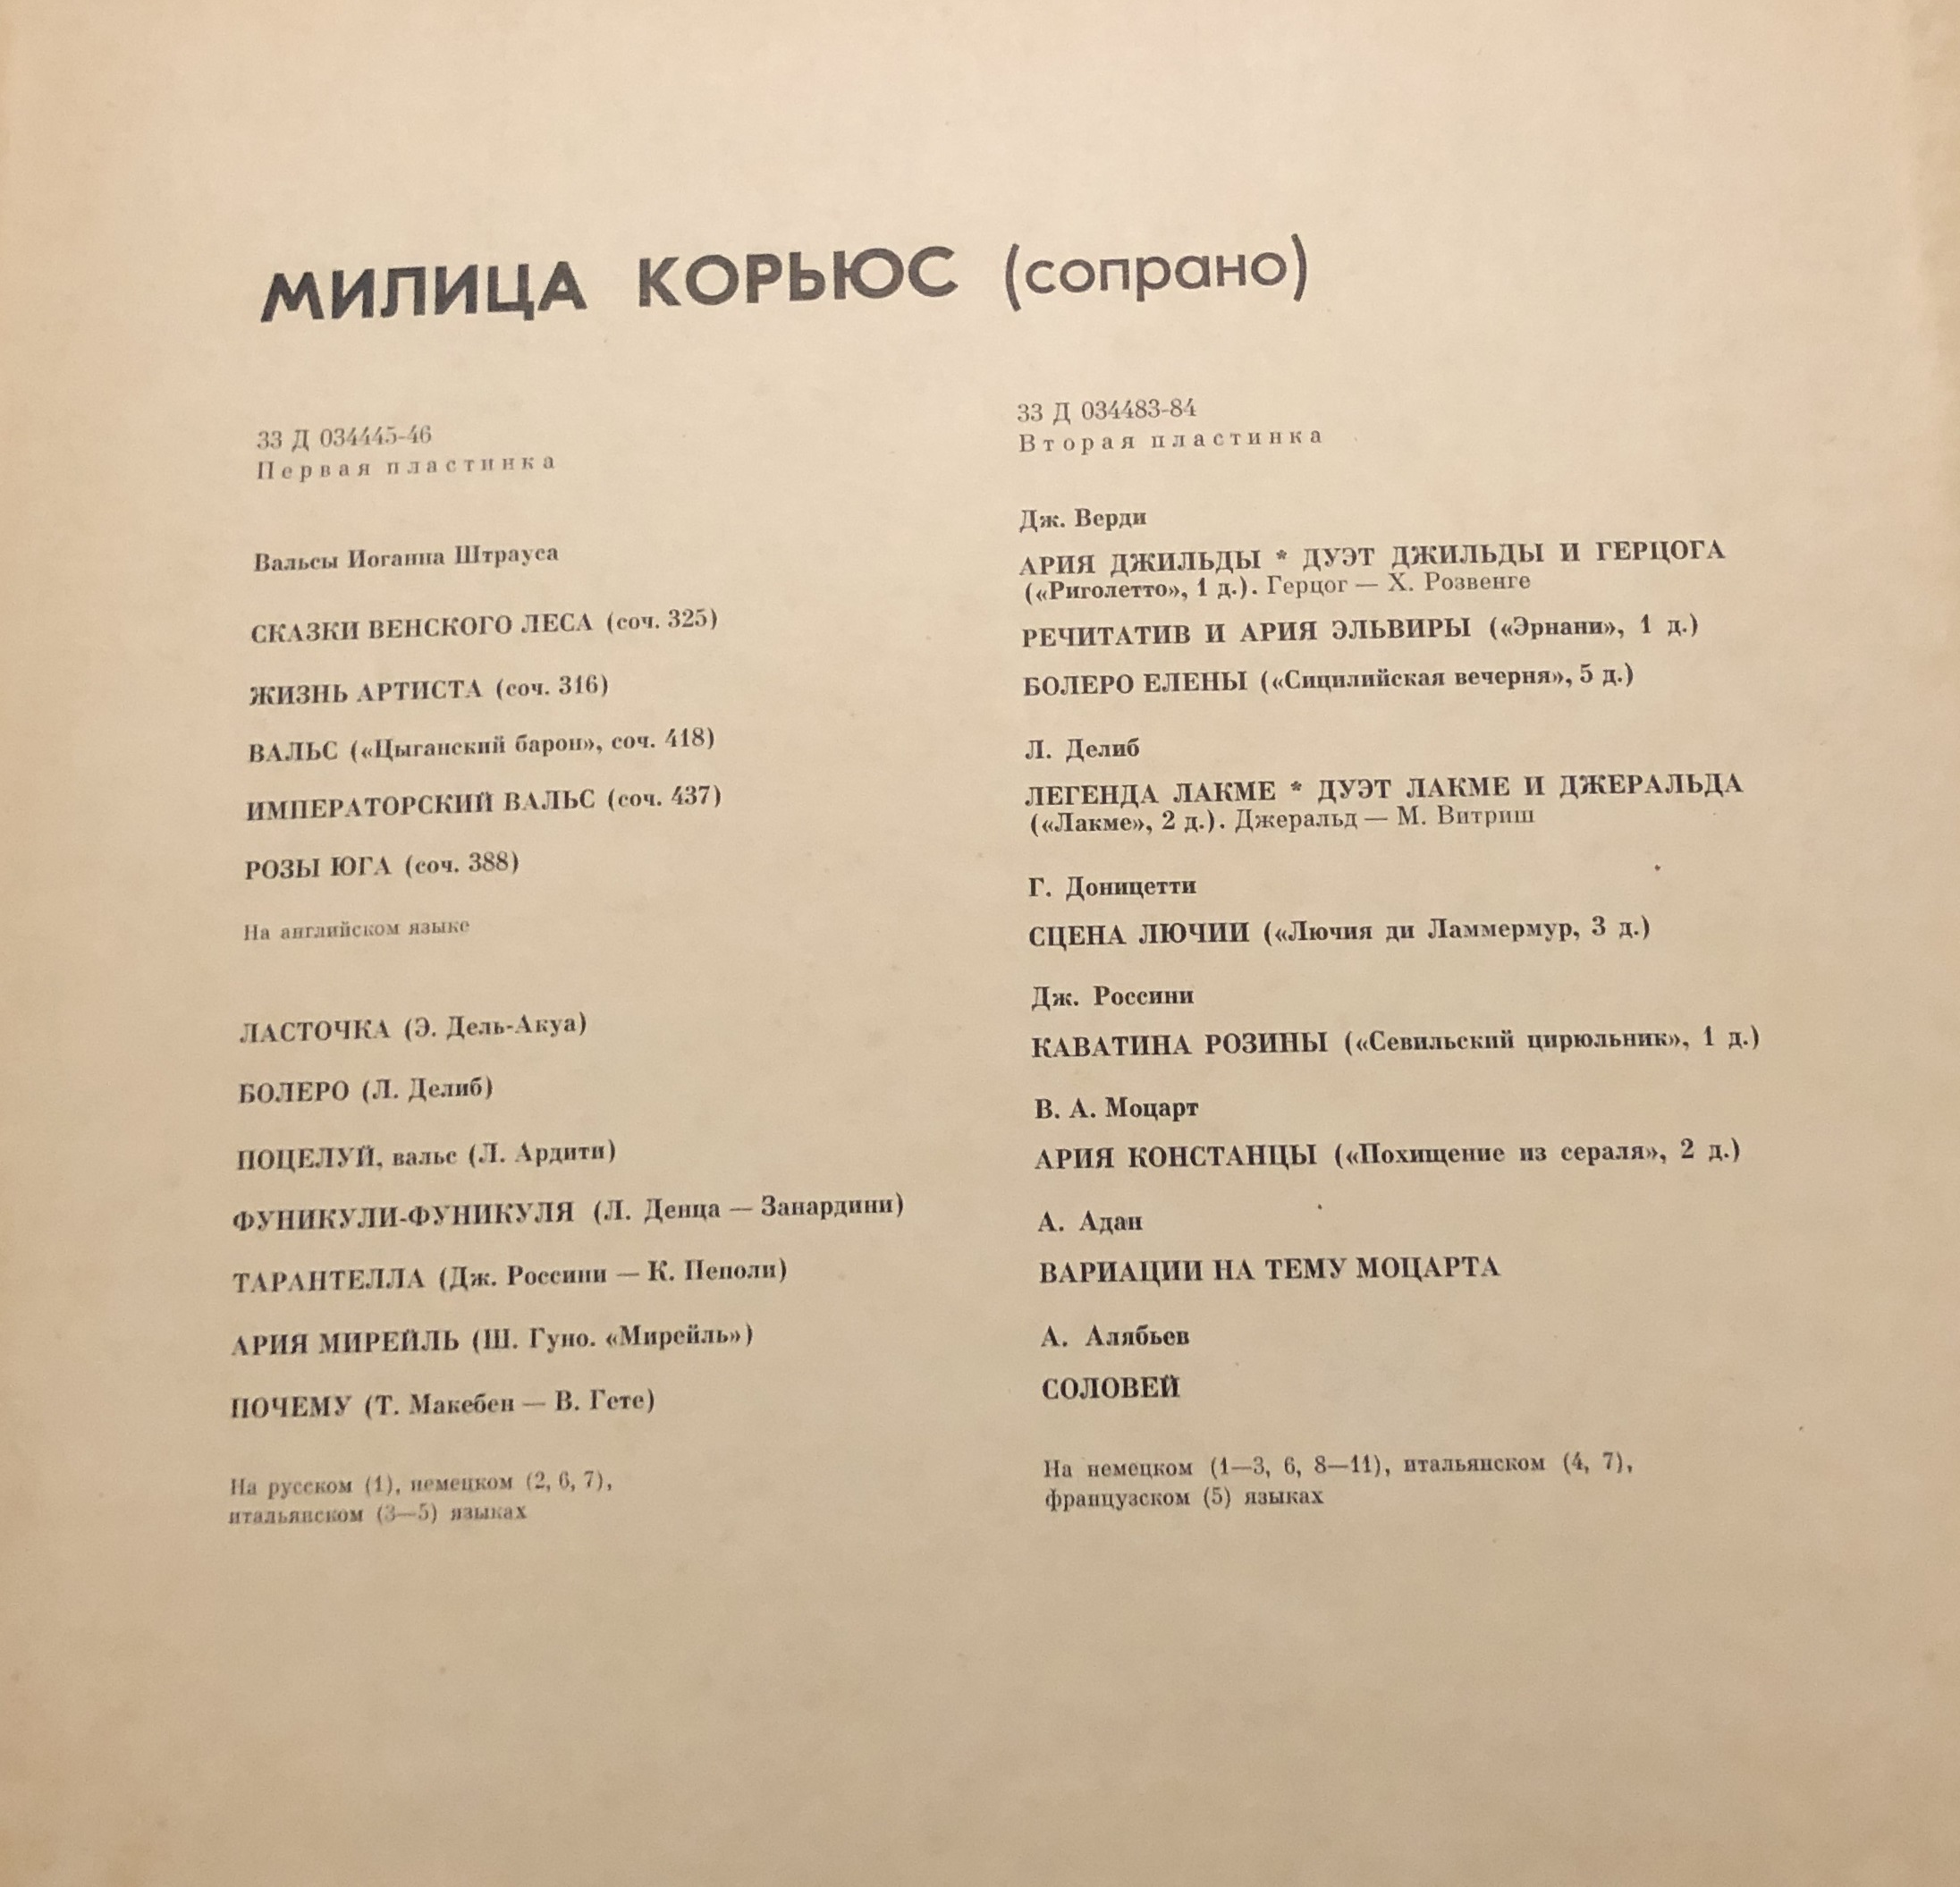 МИЛИЦА КОРЬЮС (сопрано)
33 Д 034445-46
Первая пластинка
Вальсы Иоганна Штрауса
СКАЗКИ ВЕНСКОГО ЛЕСА (соч. 325)
ЖИЗНЬ АРТИСТА (соч. 316)
ВАЛЬС («Цыганский барон», соч. 418)
ИМПЕРАТОРСКИЙ ВАЛЬС (соч. 437)
РОЗЫ ЮГА (соч. 388)
На английском языке
ЛАСТОЧКА (Э. Дель-Акуа)
БОЛЕРО (Л. Делиб)
ПОЦЕЛУЙ, вальс (Л. Ардити)
ФУНИКУЛИ-ФУНИКУЛЯ (Л. Денца — Занардини)
ТАРАНТЕЛЛА (Дж. Россини — К. Пеполи)
АРИЯ МИРЕЙЛЬ (Ш. Гуно. «Мирейль»)
ПОЧЕМУ (Т. Макебен — В. Гете)
На русском (1), немецком (2, 6, 7),
итальянском (3—5) языках
33 Д 034483-84
Вторая пластинка
Дж. Верди
АРИЯ ДЖИЛЬДЫ * ДУЭТ ДЖИЛЬДЫ И ГЕРЦОГА
(«Риголетто», 1 д.). Герцог — Х. Розвенге
РЕЧИТАТИВ И АРИЯ ЭЛЬВИРЫ («Эрнани», 1 д.)
БОЛЕРО ЕЛЕНЫ («Сицилийская вечерня», 5 д.)
Л. Делиб
ЛЕГЕНДА ЛАКМЕ * ДУЭТ ЛАКМЕ И ДЖЕРАЛЬДА
(«Лакме», 2 д.). Джеральд — М. Витриш
Г. Доницетти
СЦЕНА ЛЮЧИИ («Лючия ди Ламмермур, 3 д.)
Дж. Россини
КАВАТИНА РОЗИНЫ («Севильский цирюльник», 1 д.)
В. А. Моцарт
АРИЯ КОНСТАНЦЫ («Похищение из сераля», 2 д.)
А. Адан
ВАРИАЦИИ НА ТЕМУ МОЦАРТА
А. Алябьев
СОЛОВЕЙ
На немецком (1—3, 6, 8—11), итальянском (4, 7),
французском (5) языках